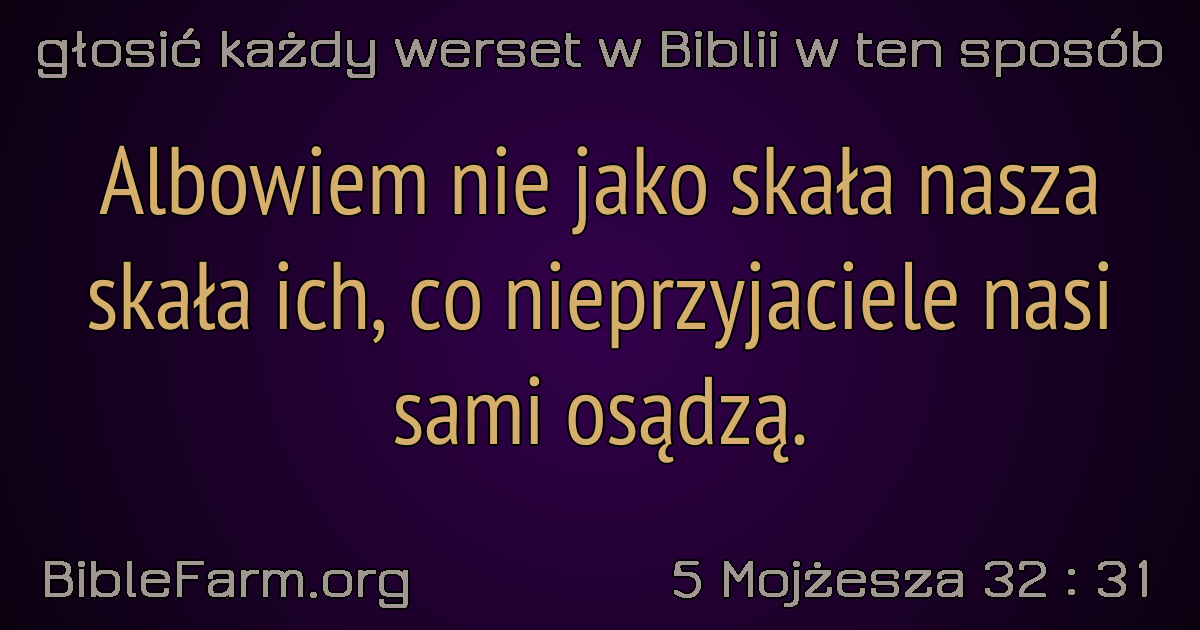 głosić każdy werset w Biblii w ten sposób
Albowiem nie jako skała nasza
skała ich, co nieprzyjaciele nasi
sami osądzą.
BibleFarm.org
5 Mojżesza 32 : 31